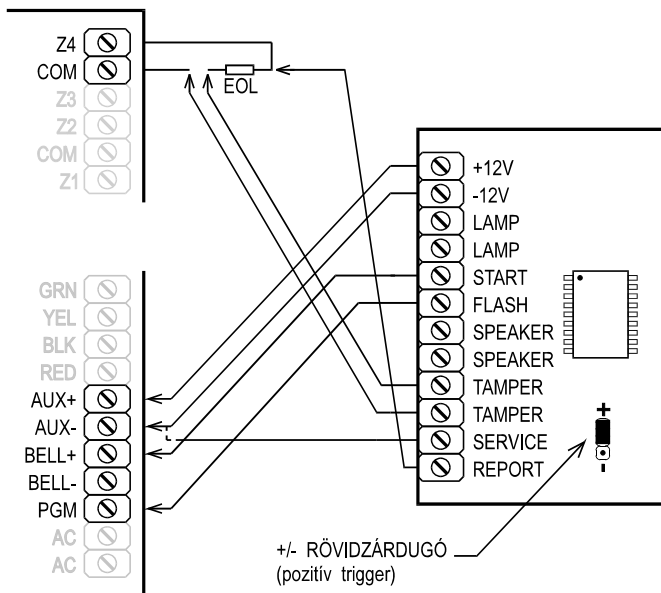 Z4
COM
Z3
Z2
COM
Z1
EOL
GRN
YEL
BLK
RED
AUX+
AUX-
BELL+
BELL-
PGM
AC
AC
+12V
-12V
LAMP
LAMP
START
FLASH
SPEAKER
SPEAKER
TAMPER
TAMPER
SERVICE
REPORT
+
-
+/- RÖVIDZÁRDUGÓ
(pozitív trigger)